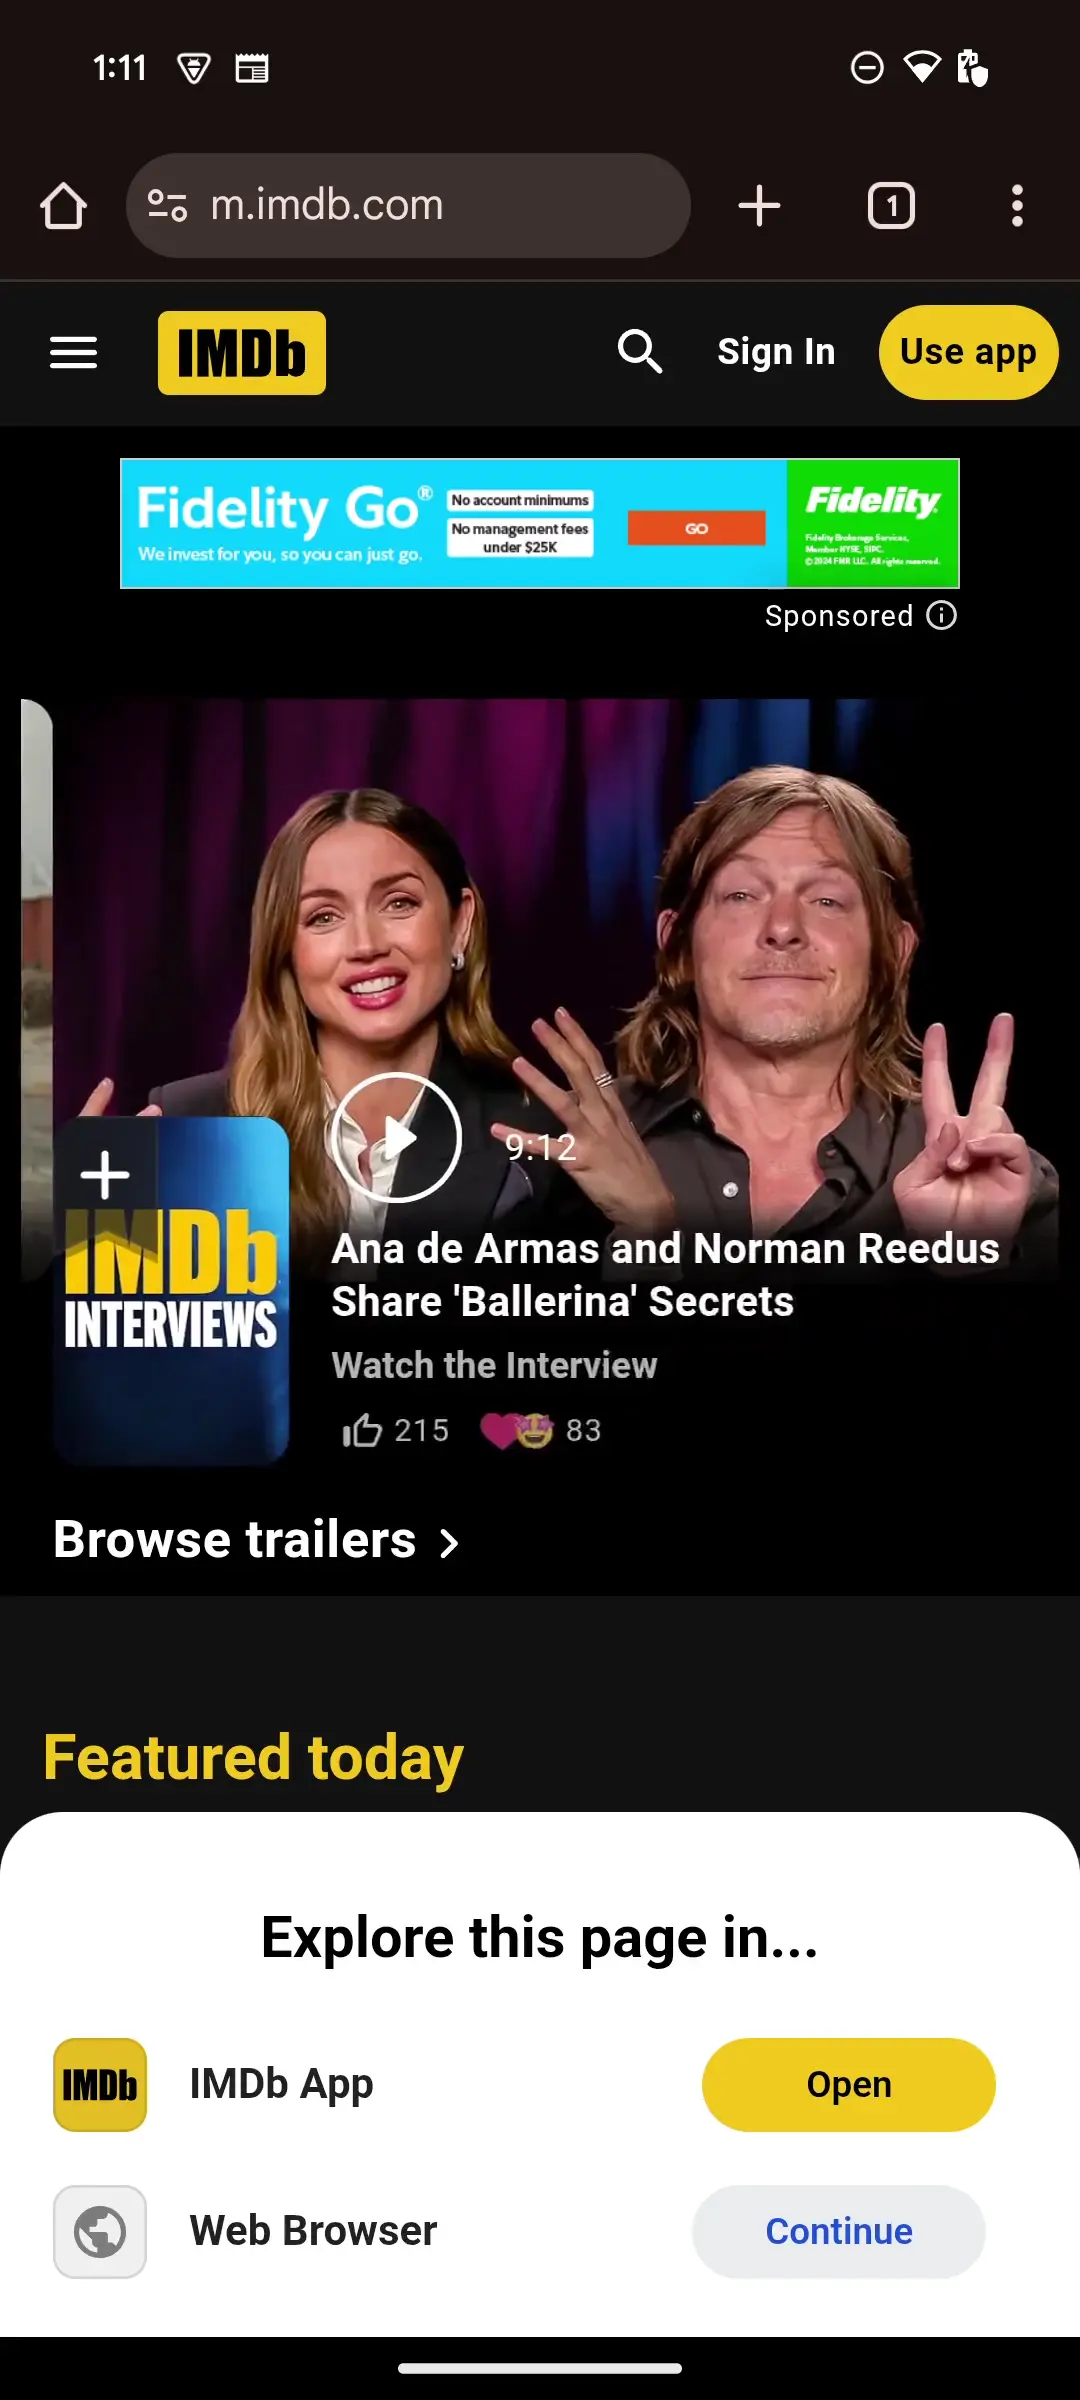 1:11
m.imdb.com
1
IMDb
Sign In
Use app
Fidelity Go®
We invest for you, so you can just go.
No account minimums
No management fees
under $25K
GO
Fidelity
Fidelity Brokerage Services,
Member NYSE, SIPC.
© 2024 FMR LLC. All rights reserved.
Sponsored
9:12
IMDb
INTERVIEWS
Ana de Armas and Norman Reedus
Share 'Ballerina' Secrets
Watch the Interview
215
83
Browse trailers
Featured today
Explore this page in...
IMDb
IMDb App
Open
Web Browser
Continue